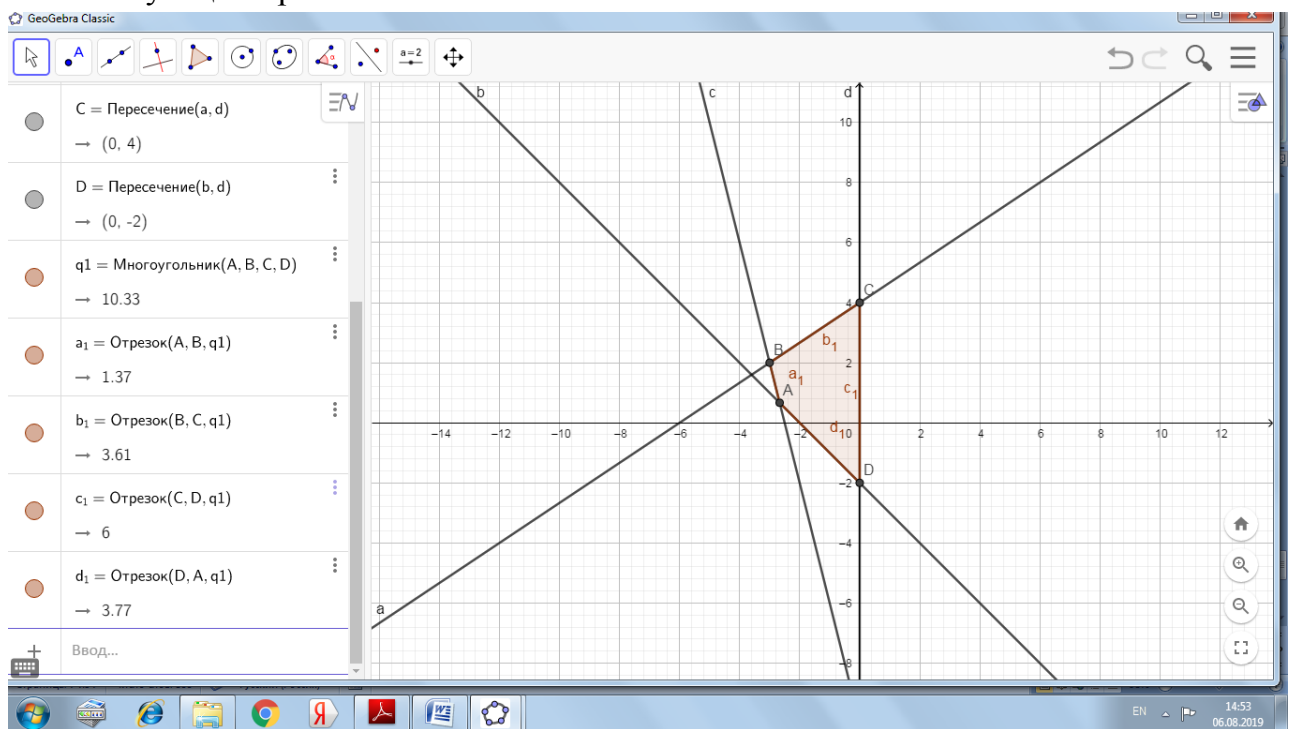 GeoGebra Classic
A
a=2
C = Пересечение(a, d)
→ (0, 4)
D = Пересечение(b, d)
→ (0, -2)
q1 = Многоугольник(A, B, C, D)
→ 10.33
a₁ = Отрезок(A, B, q1)
→ 1.37
b₁ = Отрезок(B, C, q1)
→ 3.61
c₁ = Отрезок(C, D, q1)
→ 6
d₁ = Отрезок(D, A, q1)
→ 3.77
Ввод...
b
c
d
10
8
6
C
4
b₁
B
2
a₁
A
c₁
d₁
–14
–12
–10
–8
–6
–4
–2
0
2
4
6
8
10
12
D
–2
–4
a
–6
–8
EN
14:53
06.08.2019